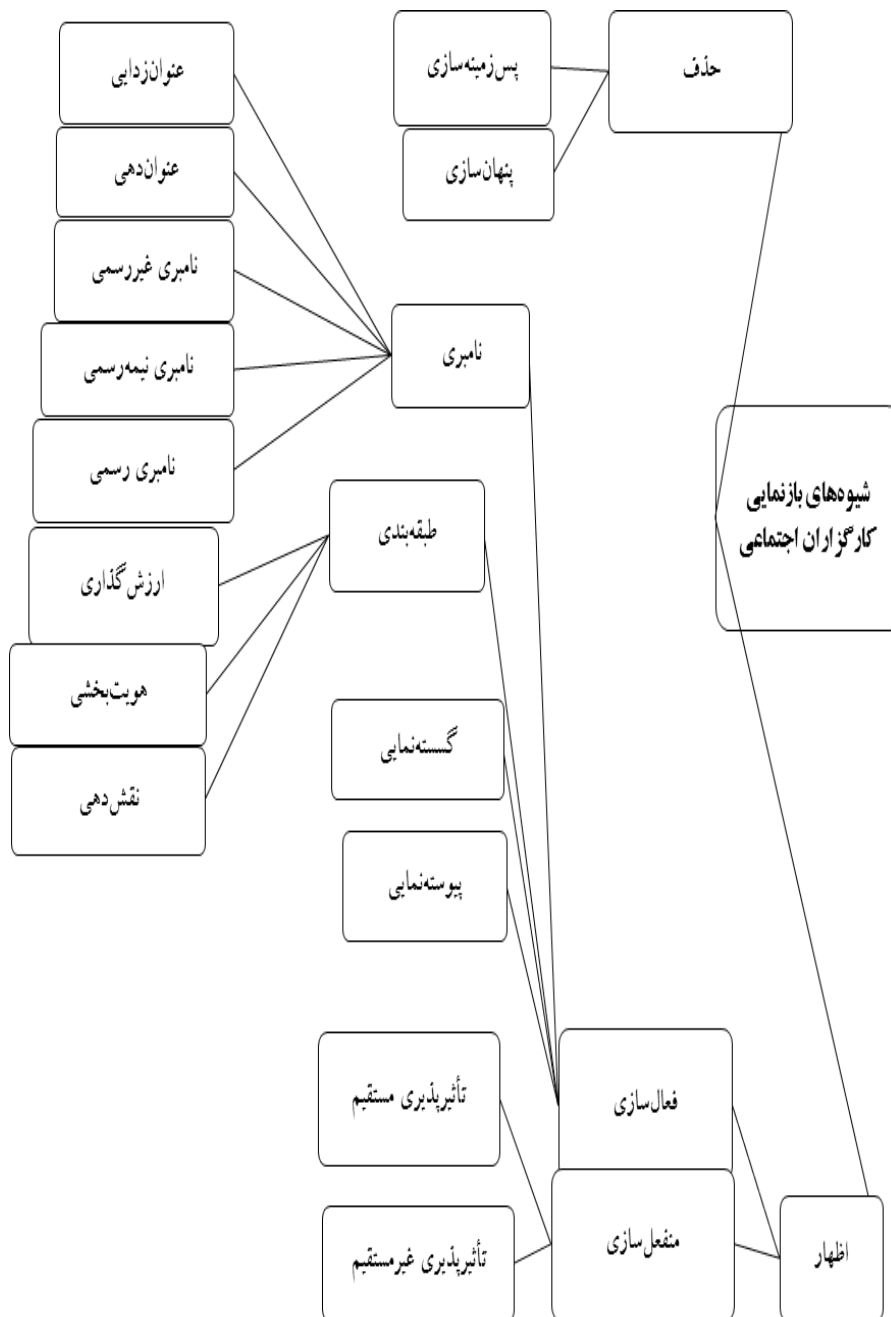 حذف
پس‌زمینه‌سازی
پنهان‌سازی
عنوان‌زدایی
عنوان‌دهی
نامبری غیررسمی
نامبری نیمه‌رسمی
نامبری رسمی
نامبری
شیوه‌های بازنمایی
کارگزاران اجتماعی
طبقه‌بندی
ارزش‌گذاری
هویت‌بخشی
نقش‌دهی
گسسته‌نمایی
پیوسته‌نمایی
فعال‌سازی
تأثیرپذیری مستقیم
اظهار
منفعل‌سازی
تأثیرپذیری غیرمستقیم